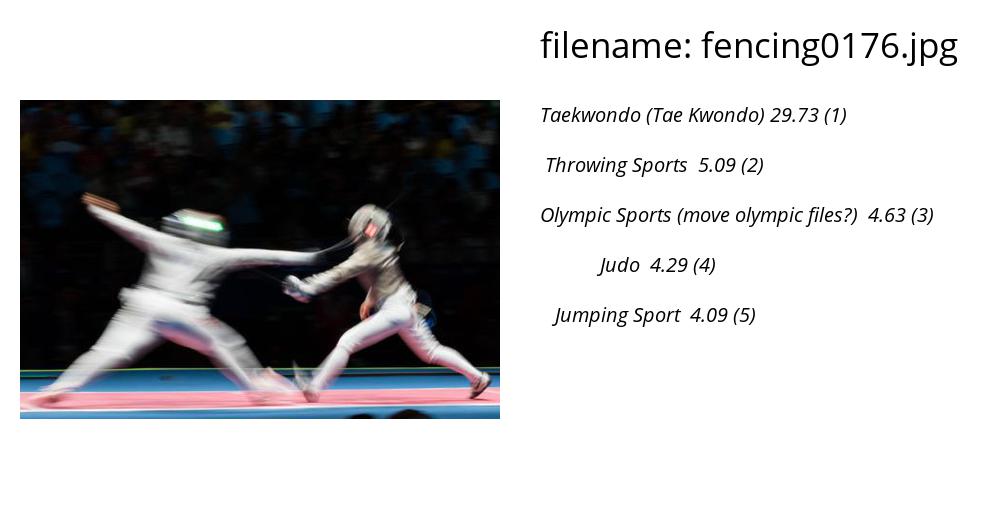 filename: fencing0176.jpg
Taekwondo (Tae Kwondo) 29.73 (1)
Throwing Sports 5.09 (2)
Olympic Sports (move olympic files?) 4.63 (3)
Judo 4.29 (4)
Jumping Sport 4.09 (5)